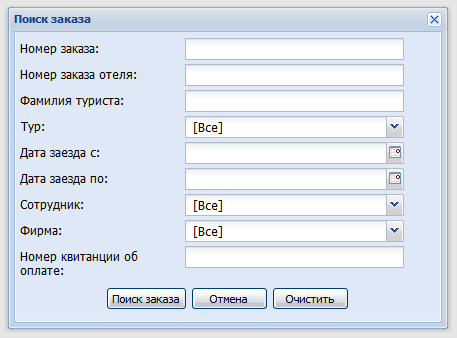 Поиск заказа
Номер заказа:
Номер заказа отеля:
Фамилия туриста:
Тур: [Все]
Дата заезда с:
Дата заезда по:
Сотрудник: [Все]
Фирма: [Все]
Номер квитанции об
оплате:
Поиск заказа Отмена Очистить